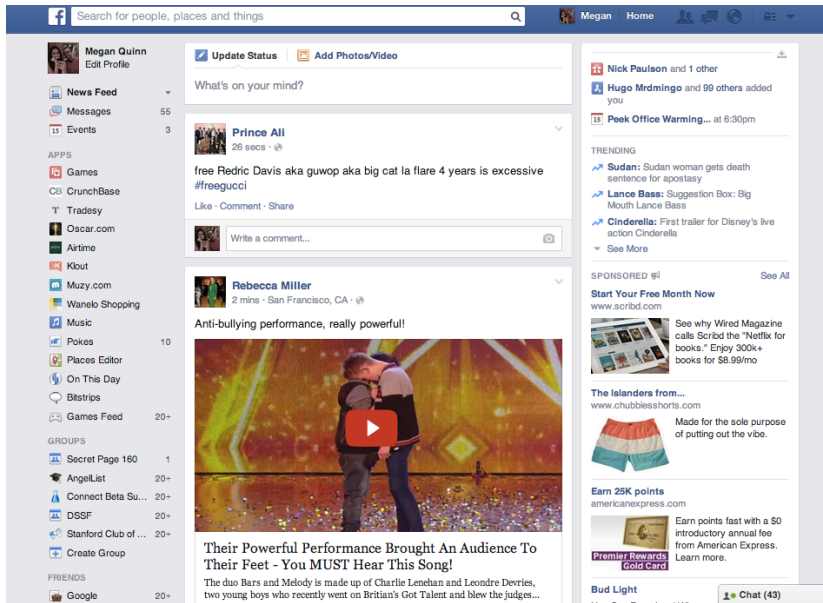 f
Search for people, places and things
Megan
Home
Megan Quinn
Edit Profile
News Feed
Messages 55
Events 3
APPS
Games
CB CrunchBase
T Tradesy
Oscar.com
Airtime
Klout
Muzy.com
Wanelo Shopping
Music
Pokes 10
Places Editor
On This Day
Bitstrips
Games Feed 20+
GROUPS
Secret Page 160 1
AngelList 20+
Connect Beta Su... 20+
DSSF 20+
Stanford Club of ... 20+
Create Group
FRIENDS
Google 20+
Update Status
Add Photos/Video
What's on your mind?
Prince Ali
26 secs ·
free Redric Davis aka guwop aka big cat la flare 4 years is excessive
#freegucci
Like · Comment · Share
Write a comment...
Rebecca Miller
2 mins · San Francisco, CA ·
Anti-bullying performance, really powerful!
Their Powerful Performance Brought An Audience To
Their Feet - You MUST Hear This Song!
The duo Bars and Melody is made up of Charlie Lenehan and Leondre Devries,
two young boys who recently went on Britian's Got Talent and blew the judges...
Nick Paulson and 1 other
Hugo Mrdmingo and 99 others added
you
15 Peek Office Warming... at 6:30pm
TRENDING
Sudan: Sudan woman gets death
sentence for apostasy
Lance Bass: Suggestion Box: Big
Mouth Lance Bass
Cinderella: First trailer for Disney's live
action Cinderella
See More
SPONSORED
See All
Start Your Free Month Now
www.scribd.com
See why Wired Magazine
calls Scribd the "Netflix for
books." Enjoy 300k+
books for $8.99/mo
The Islanders from...
www.chubbiesshorts.com
Made for the sole purpose
of putting out the vibe.
Earn 25K points
americanexpress.com
Premier Rewards
Gold Card
Earn points fast with a $0
introductory annual fee
from American Express.
Learn more.
Bud Light
Chat (43)